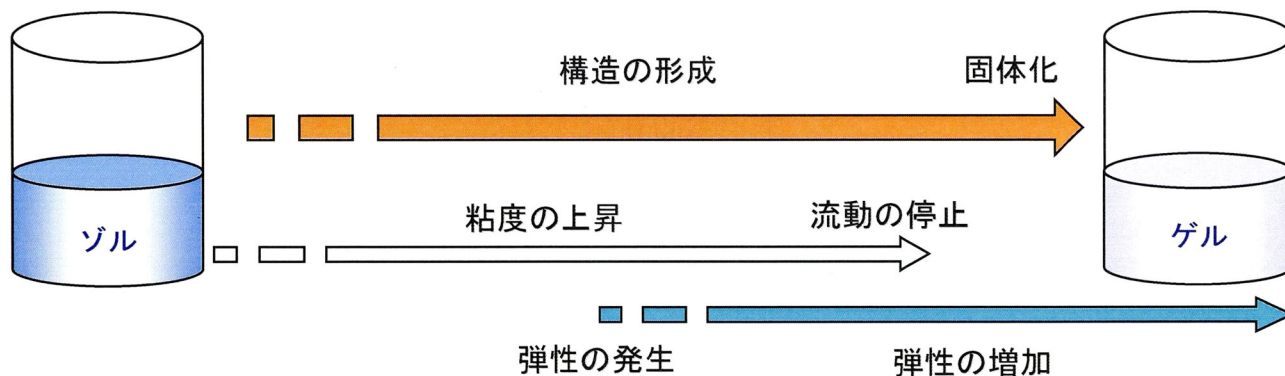 構造の形成
固体化
粘度の上昇
流動の停止
ゾル
ゲル
弾性の発生
弾性の増加